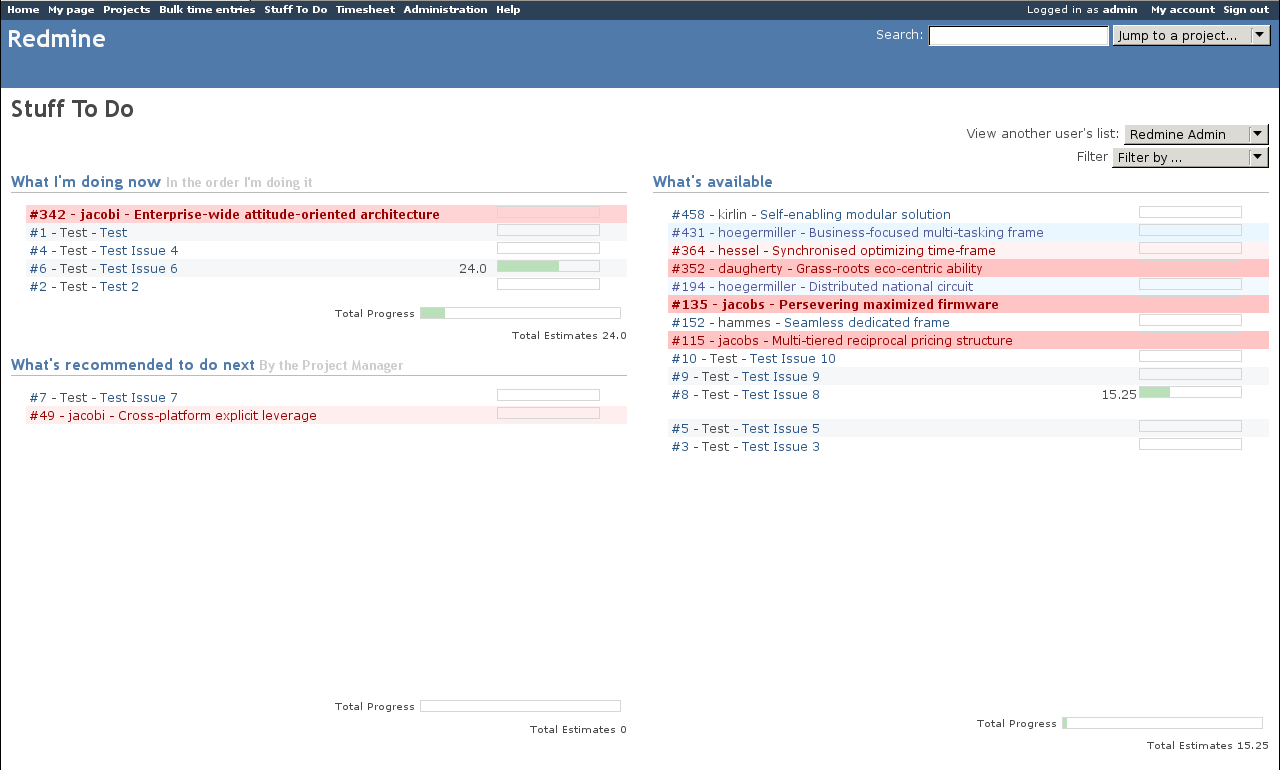 Home My page Projects Bulk time entries Stuff To Do Timesheet Administration Help Logged in as admin My account Sign out
Redmine
Search: Jump to a project...
Stuff To Do
View another user's list: Redmine Admin
Filter Filter by ...
What I'm doing now In the order I'm doing it
#342 - jacobi - Enterprise-wide attitude-oriented architecture
#1 - Test - Test
#4 - Test - Test Issue 4
#6 - Test - Test Issue 6 24.0
#2 - Test - Test 2
Total Progress
Total Estimates 24.0
What's recommended to do next By the Project Manager
#7 - Test - Test Issue 7
#49 - jacobi - Cross-platform explicit leverage
Total Progress
Total Estimates 0
What's available
#458 - kirlin - Self-enabling modular solution
#431 - hoegermiller - Business-focused multi-tasking frame
#364 - hessel - Synchronised optimizing time-frame
#352 - daugherty - Grass-roots eco-centric ability
#194 - hoegermiller - Distributed national circuit
#135 - jacobs - Persevering maximized firmware
#152 - hammes - Seamless dedicated frame
#115 - jacobs - Multi-tiered reciprocal pricing structure
#10 - Test - Test Issue 10
#9 - Test - Test Issue 9
#8 - Test - Test Issue 8 15.25
#5 - Test - Test Issue 5
#3 - Test - Test Issue 3
Total Progress
Total Estimates 15.25